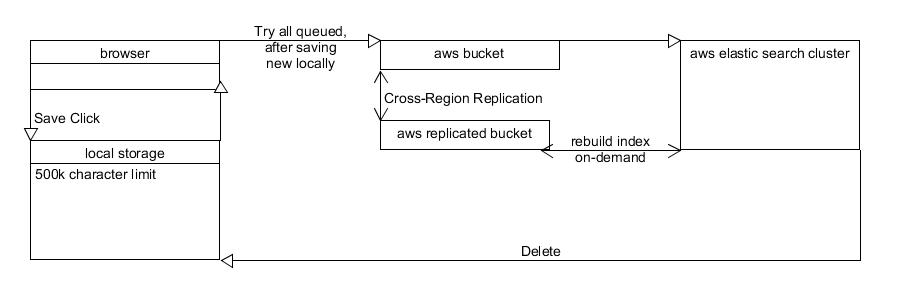 Try all queued,
after saving
new locally
browser
aws bucket
aws elastic search cluster
Cross-Region Replication
Save Click
aws replicated bucket
rebuild index
on-demand
local storage
500k character limit
Delete